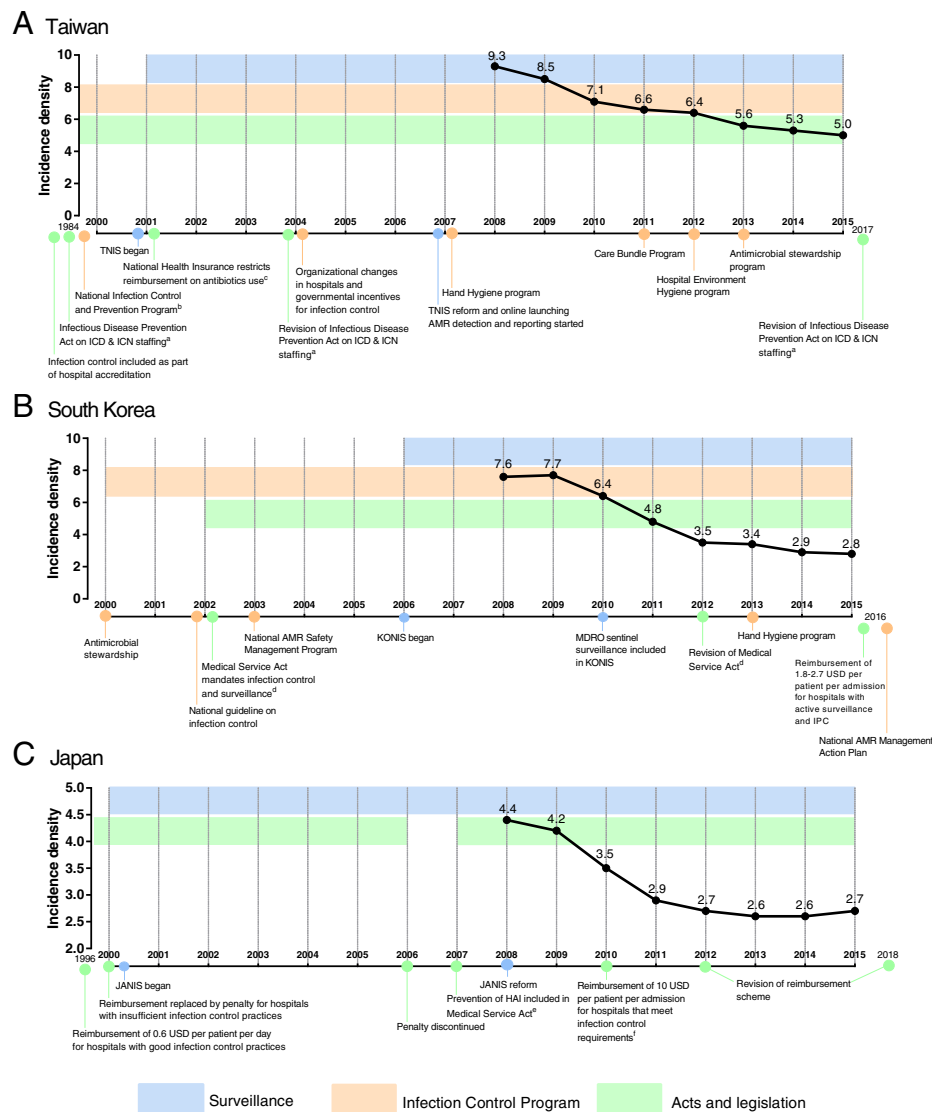 A Taiwan
Incidence density
10
8
6
4
2
0
9.3
8.5
7.1
6.6
6.4
5.6
5.3
5.0
1984
2000
2001
2002
2003
2004
2005
2006
2007
2008
2009
2010
2011
2012
2013
2014
2015
2017
TNIS began
National Health Insurance restricts
reimbursement on antibiotics use^c
National Infection Control
and Prevention Program^b
Infectious Disease Prevention
Act on ICD & ICN staffing^a
Infection control included as part
of hospital accreditation
Organizational changes
in hospitals and
governmental incentives
for infection control
Revision of Infectious Disease
Prevention Act on ICD & ICN
staffing^a
Hand Hygiene program
TNIS reform and online launching
AMR detection and reporting started
Care Bundle Program
Hospital Environment
Hygiene program
Antimicrobial stewardship
program
Revision of Infectious Disease
Prevention Act on ICD & ICN
staffing^a
B South Korea
Incidence density
10
8
6
4
2
0
7.6
7.7
6.4
4.8
3.5
3.4
2.9
2.8
2000
2001
2002
2003
2004
2005
2006
2007
2008
2009
2010
2011
2012
2013
2014
2015
2016
Antimicrobial
stewardship
National AMR Safety
Management Program
Medical Service Act
mandates infection control
and surveillance^d
National guideline on
infection control
KONIS began
MDRO sentinel
surveillance included
in KONIS
Revision of Medical
Service Act^d
Hand Hygiene program
Reimbursement of
1.8-2.7 USD per
patient per admission
for hospitals with
active surveillance
and IPC
National AMR Management
Action Plan
C Japan
Incidence density
5.0
4.5
4.0
3.5
3.0
2.5
2.0
4.4
4.2
3.5
2.9
2.7
2.6
2.6
2.7
1996
2000
2001
2002
2003
2004
2005
2006
2007
2008
2009
2010
2011
2012
2013
2014
2015
2018
JANIS began
Reimbursement replaced by penalty for hospitals
with insufficient infection control practices
Reimbursement of 0.6 USD per patient per day
for hospitals with good infection control practices
Penalty discontinued
JANIS reform
Prevention of HAI included in
Medical Service Act^e
Reimbursement of 10 USD
per patient per admission
for hospitals that meet
infection control
requirements^f
Revision of reimbursement
scheme
Surveillance
Infection Control Program
Acts and legislation